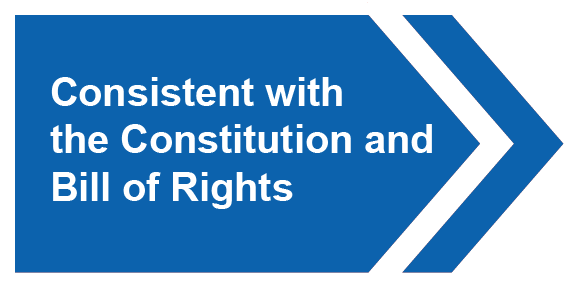 Consistent with
the Constitution and
Bill of Rights